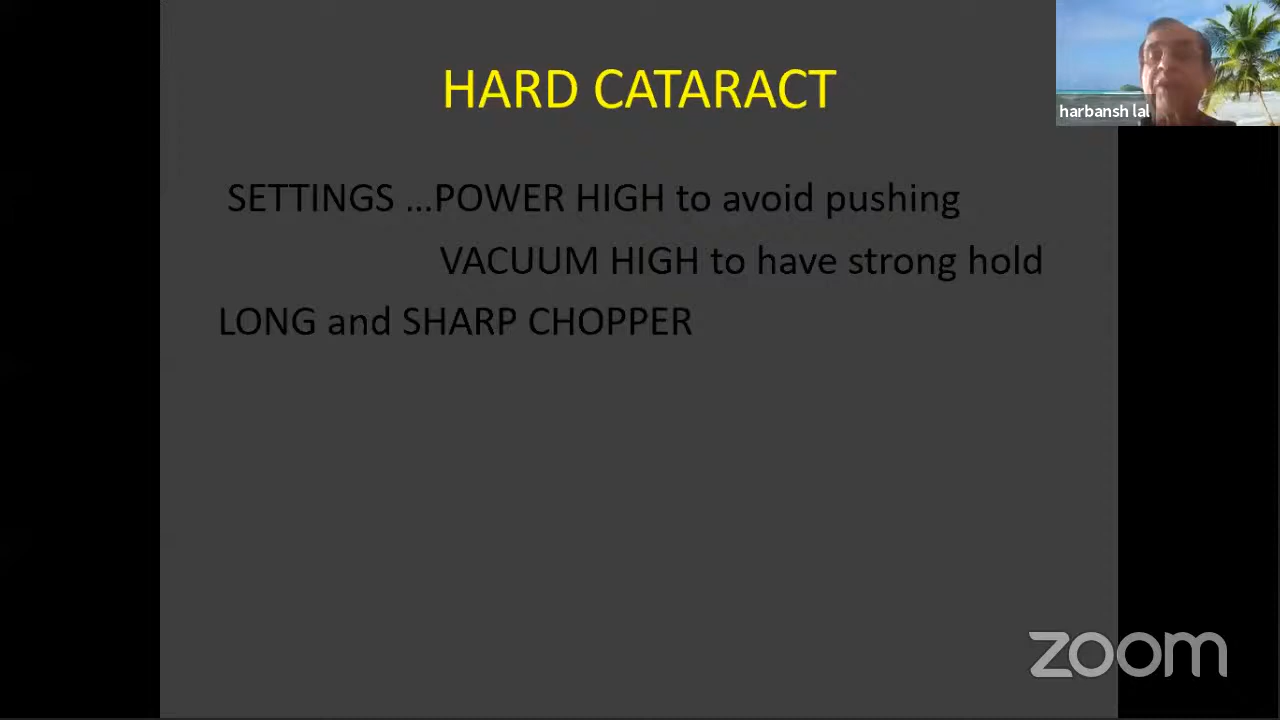 HARD CATARACT
harbansh lal
SETTINGS ...POWER HIGH to avoid pushing
VACUUM HIGH to have strong hold
LONG and SHARP CHOPPER
zoom